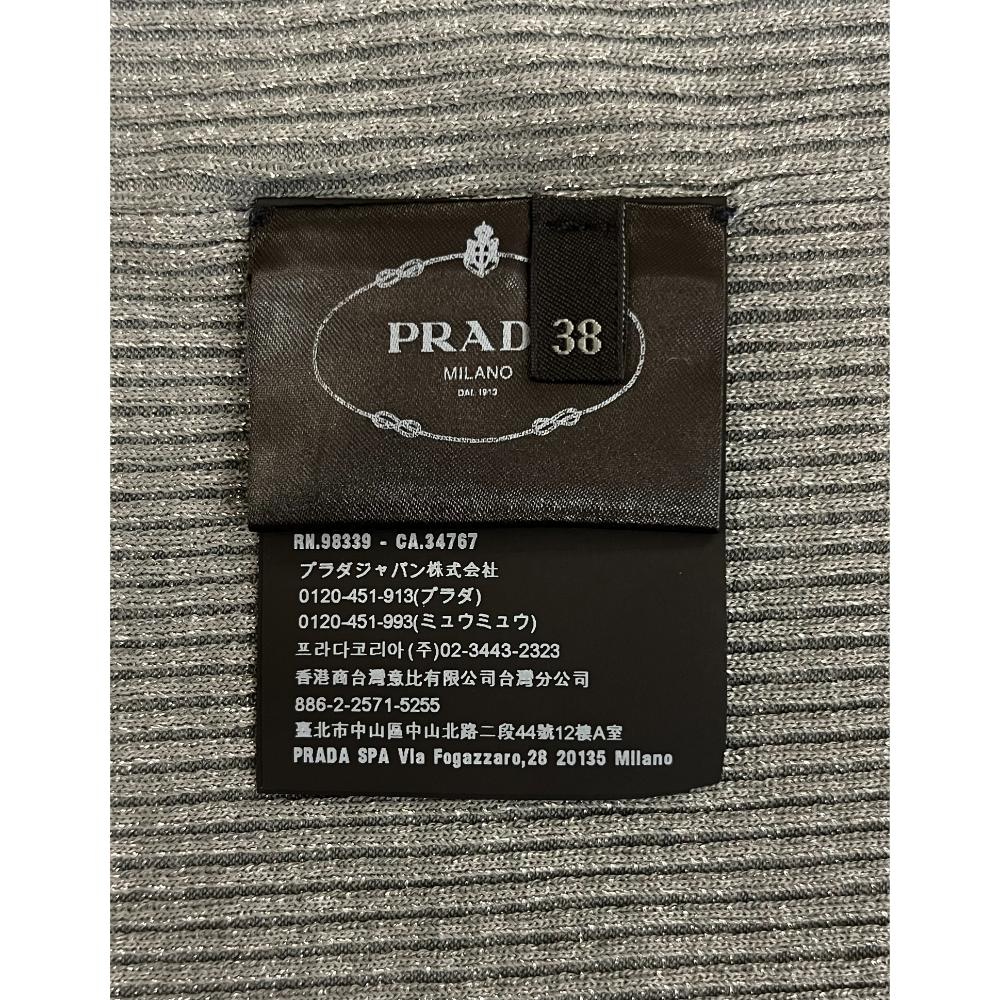 PRAD
38
MILANO
DAL 1913
RN.98339 - CA.34767
プラダジャパン株式会社
0120-451-913(プラダ)
0120-451-993(ミュウミュウ)
프라다코리아(주)02-3443-2323
香港商台灣意比有限公司台灣分公司
886-2-2571-5255
臺北市中山區中山北路二段44號12樓A室
PRADA SPA Via Fogazzaro,28 20135 Milano